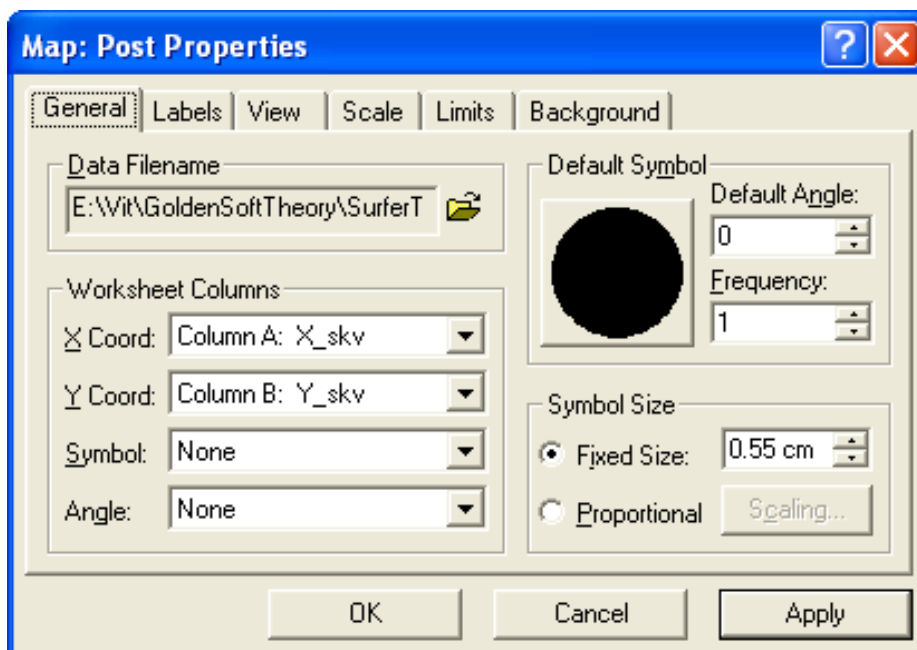 Map: Post Properties
General Labels View Scale Limits Background
Data Filename
E:\Wit\GoldenSoftTheory\SurferT
Worksheet Columns
X Coord: Column A: X_skv
Y Coord: Column B: Y_skv
Symbol: None
Angle: None
Default Symbol
Default Angle:
0
Frequency:
1
Symbol Size
Fixed Size: 0.55 cm
Proportional Scaling...
OK Cancel Apply